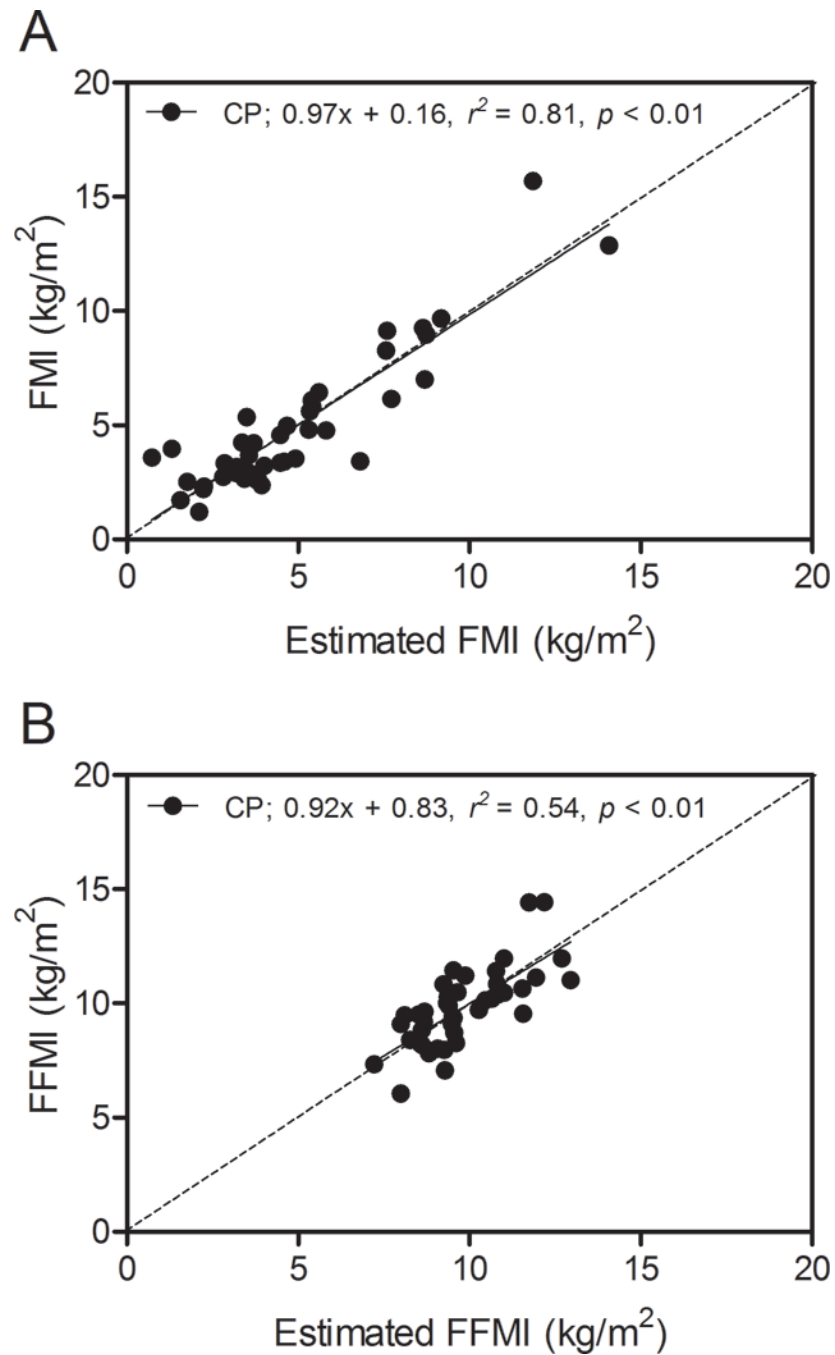 A
20
CP; 0.97x + 0.16, r² = 0.81, p < 0.01
15
10
5
0
FMI (kg/m²)
0 5 10 15 20
Estimated FMI (kg/m²)
B
20
CP; 0.92x + 0.83, r² = 0.54, p < 0.01
15
10
5
0
FFMI (kg/m²)
0 5 10 15 20
Estimated FFMI (kg/m²)